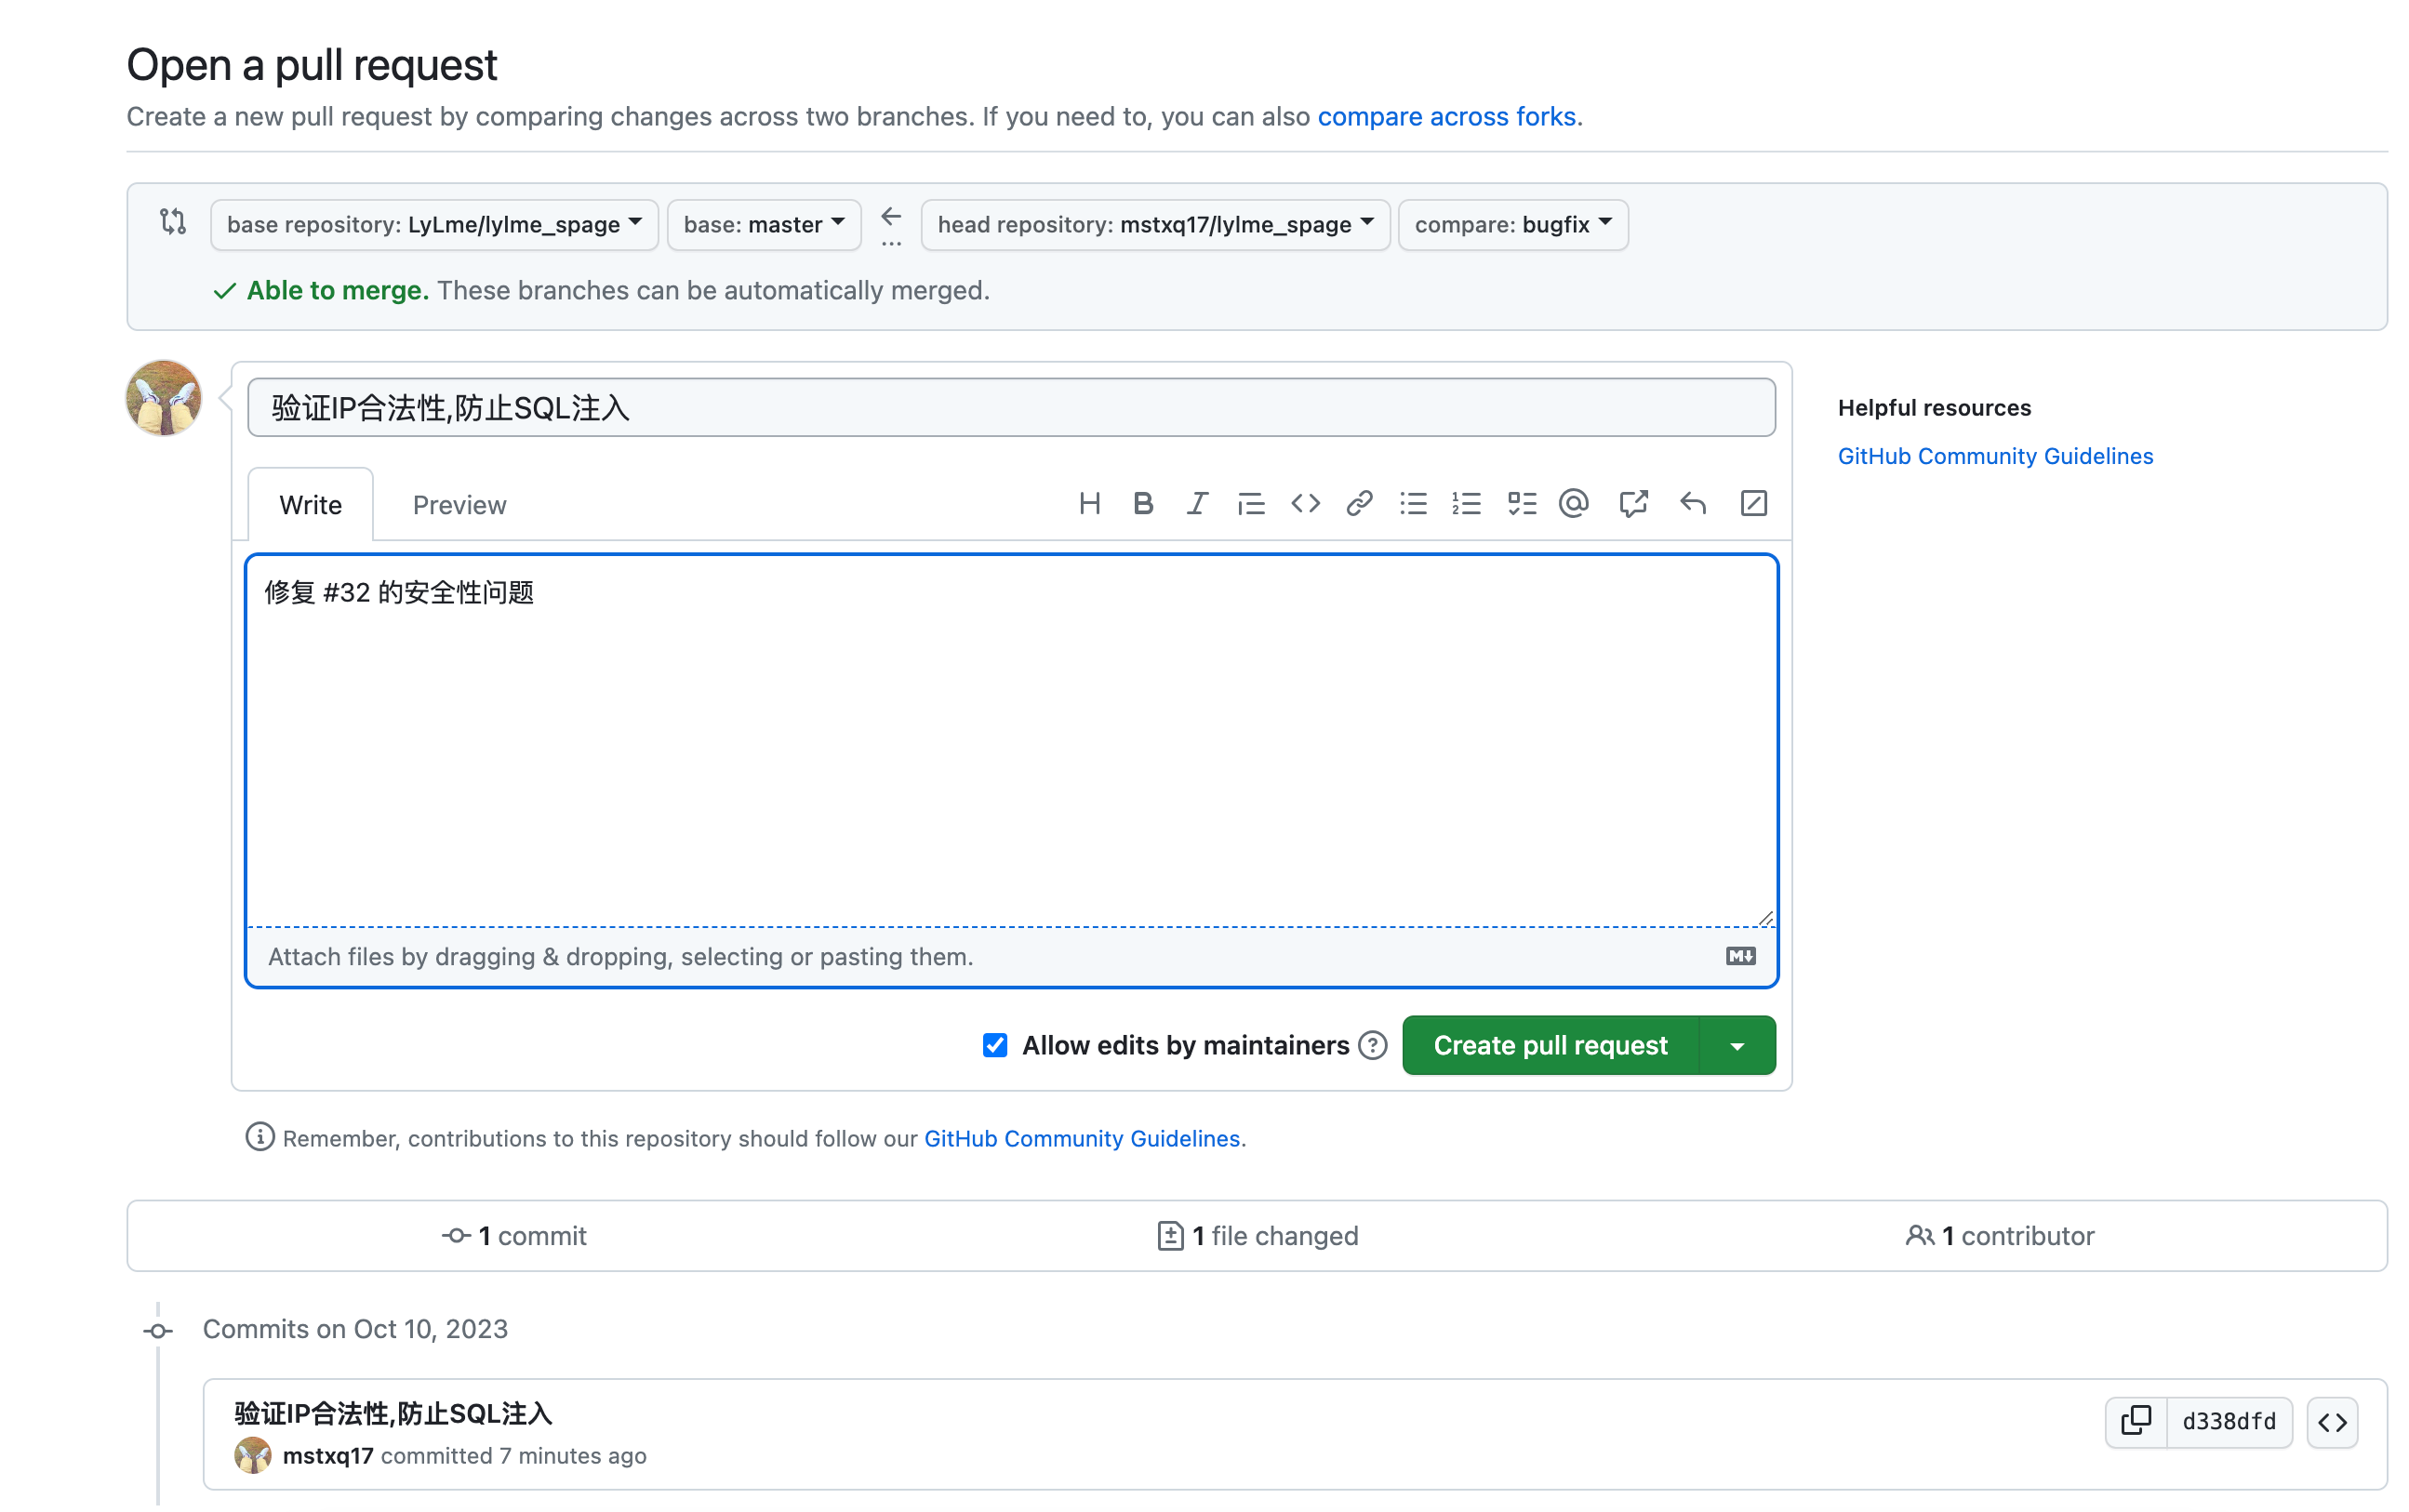 Open a pull request
Create a new pull request by comparing changes across two branches. If you need to, you can also compare across forks.
base repository: LyLme/lylme_spage base: master ... head repository: mstxq17/lylme_spage compare: bugfix
Able to merge. These branches can be automatically merged.
验证IP合法性,防止SQL注入
Helpful resources
GitHub Community Guidelines
Write Preview
修复 #32 的安全性问题
Attach files by dragging & dropping, selecting or pasting them.
Allow edits by maintainers Create pull request
Remember, contributions to this repository should follow our GitHub Community Guidelines.
1 commit 1 file changed 1 contributor
Commits on Oct 10, 2023
验证IP合法性,防止SQL注入
d338dfd
mstxq17 committed 7 minutes ago